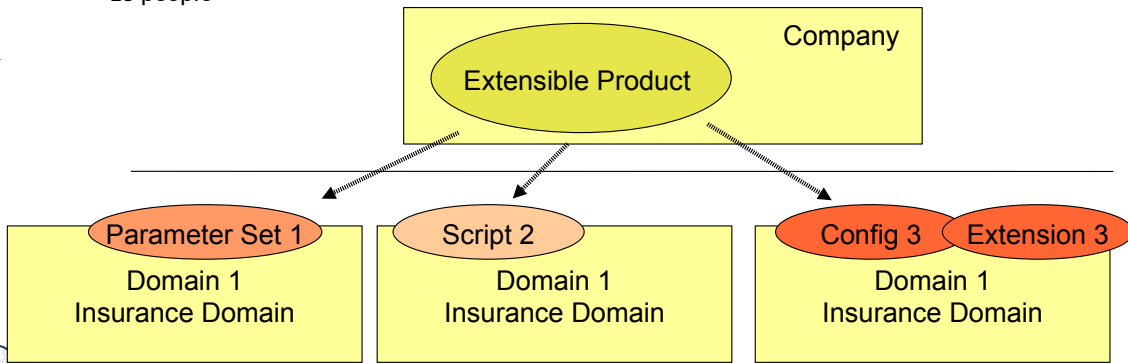 Company
Extensible Product
Parameter Set 1
Script 2
Config 3
Extension 3
Domain 1
Insurance Domain
Domain 1
Insurance Domain
Domain 1
Insurance Domain